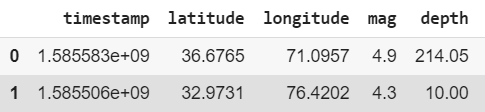 timestamp latitude longitude mag depth
0 1.585583e+09 36.6765 71.0957 4.9 214.05
1 1.585506e+09 32.9731 76.4202 4.3 10.00